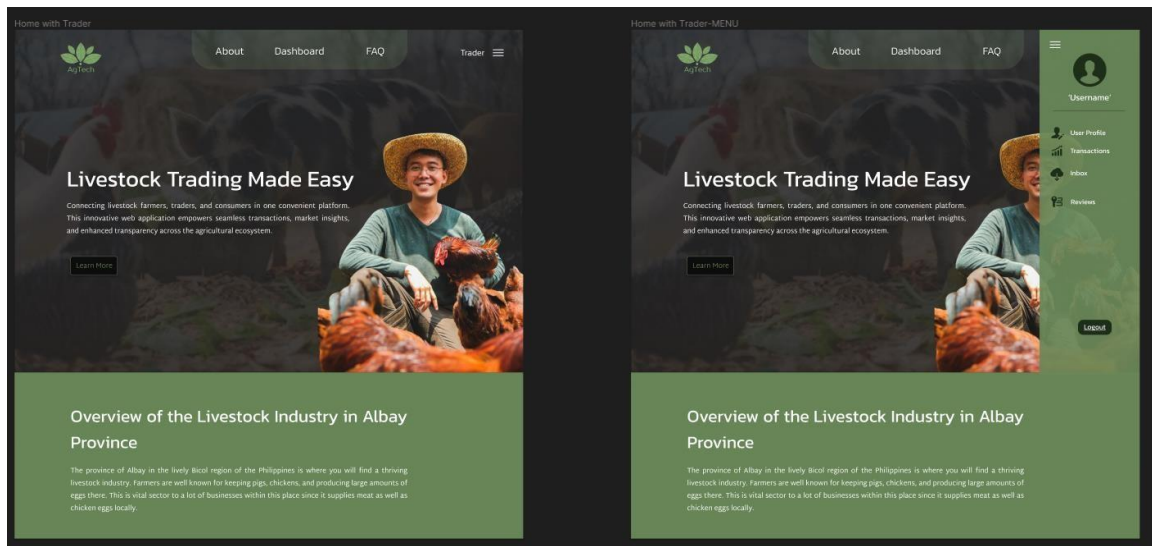 Home with Trader
AgTech
About Dashboard FAQ
Trader
Livestock Trading Made Easy
Connecting livestock farmers, traders, and consumers in one convenient platform.
This innovative web application empowers seamless transactions, market insights,
and enhanced transparency across the agricultural ecosystem.
Learn More
Overview of the Livestock Industry in Albay
Province
The province of Albay in the lively Bicol region of the Philippines is where you will find a thriving
livestock industry. Farmers are well known for keeping pigs, chickens, and producing large amounts of
eggs there. This is vital sector to a lot of businesses within this place since it supplies meat as well as
chicken eggs locally.
Home with Trader-MENU
AgTech
About Dashboard FAQ
'Username'
User Profile
Transactions
Inbox
Reviews
Logout
Livestock Trading Made Easy
Connecting livestock farmers, traders, and consumers in one convenient platform.
This innovative web application empowers seamless transactions, market insights,
and enhanced transparency across the agricultural ecosystem.
Learn More
Overview of the Livestock Industry in Albay
Province
The province of Albay in the lively Bicol region of the Philippines is where you will find a thriving
livestock industry. Farmers are well known for keeping pigs, chickens, and producing large amounts of
eggs there. This is vital sector to a lot of businesses within this place since it supplies meat as well as
chicken eggs locally.